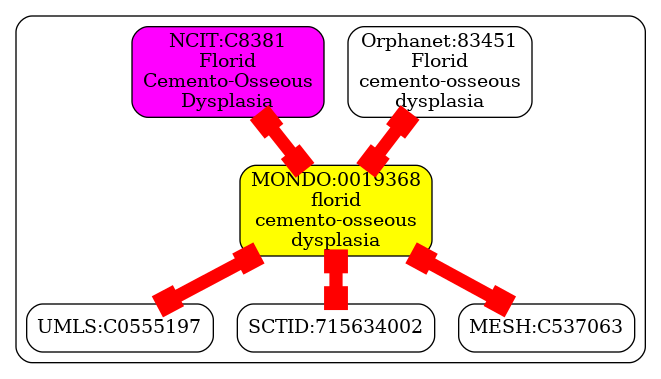 NCIT:C8381
Florid
Cemento-Osseous
Dysplasia
Orphanet:83451
Florid
cemento-osseous
dysplasia
MONDO:0019368
florid
cemento-osseous
dysplasia
UMLS:C0555197
SCTID:715634002
MESH:C537063